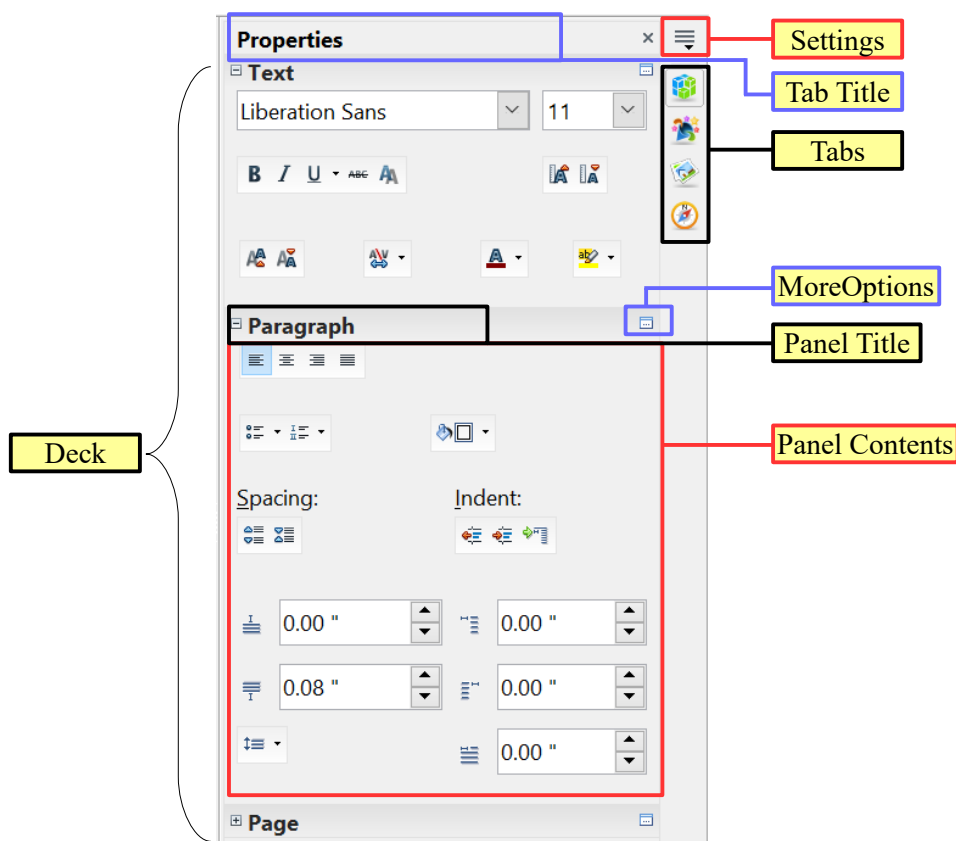 Properties
Settings
Text
Tab Title
Liberation Sans
11
Tabs
B I U ABC
MoreOptions
Paragraph
Panel Title
Deck
Panel Contents
Spacing:
Indent:
0.00 "
0.00 "
0.08 "
0.00 "
0.00 "
Page